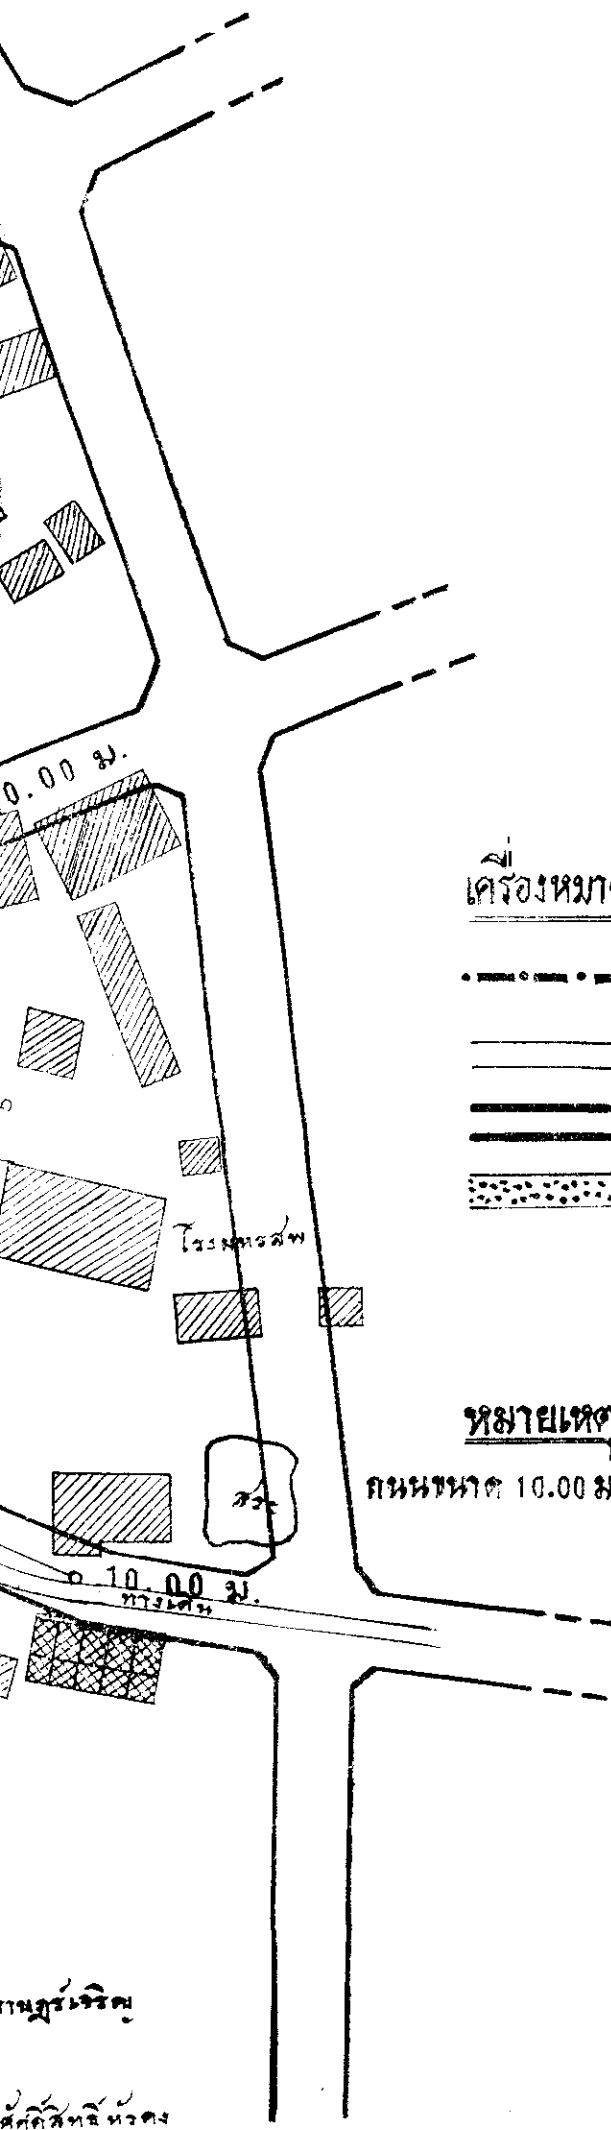 0.00 ม.
เครื่องหมาย
โรงมหรสพ
หมายเหตุ
ถนนขนาด 10.00 ม
สระ
10.00 ม.
ทางเดิน